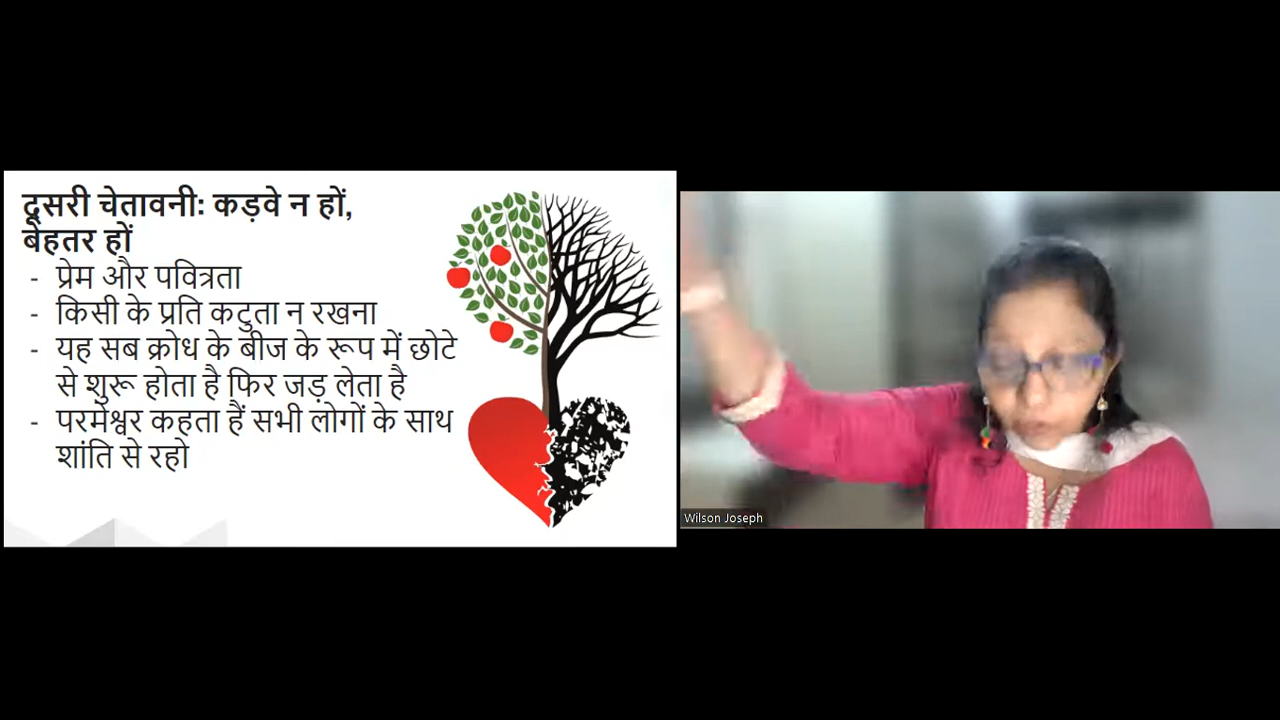 दूसरी चेतावनी: कड़वे न हों,
बेहतर हों
- प्रेम और पवित्रता
- किसी के प्रति कटुता न रखना
- यह सब क्रोध के बीज के रूप में छोटे
से शुरू होता है फिर जड़ लेता है
- परमेश्वर कहता हैं सभी लोगों के साथ
शांति से रहो
Wilson Joseph